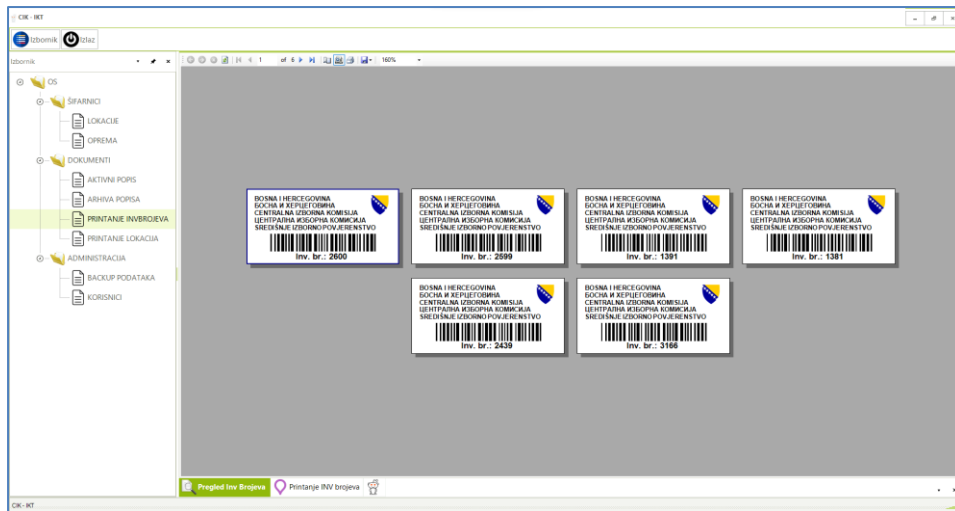 CIK - IKT
Izbornik
Izlaz
Izbornik
1 of 6 160%
OS
ŠIFARNICI
LOKACIJE
OPREMA
DOKUMENTI
AKTIVNI POPIS
ARHIVA POPISA
PRINTANJE INVBROJEVA
PRINTANJE LOKACIJA
ADMINISTRACIJA
BACKUP PODATAKA
KORISNICI
BOSNA I HERCEGOVINA
БОСНА И ХЕРЦЕГОВИНА
CENTRALNA IZBORNA KOMISIJA
ЦЕНТРАЛНА ИЗБОРНА КОМИСИЈА
SREDIŠNJE IZBORNO POVJERENSTVO
Inv. br.: 2600
BOSNA I HERCEGOVINA
БОСНА И ХЕРЦЕГОВИНА
CENTRALNA IZBORNA KOMISIJA
ЦЕНТРАЛНА ИЗБОРНА КОМИСИЈА
SREDIŠNJE IZBORNO POVJERENSTVO
Inv. br.: 2599
BOSNA I HERCEGOVINA
БОСНА И ХЕРЦЕГОВИНА
CENTRALNA IZBORNA KOMISIJA
ЦЕНТРАЛНА ИЗБОРНА КОМИСИЈА
SREDIŠNJE IZBORNO POVJERENSTVO
Inv. br.: 1391
BOSNA I HERCEGOVINA
БОСНА И ХЕРЦЕГОВИНА
CENTRALNA IZBORNA KOMISIJA
ЦЕНТРАЛНА ИЗБОРНА КОМИСИЈА
SREDIŠNJE IZBORNO POVJERENSTVO
Inv. br.: 1381
BOSNA I HERCEGOVINA
БОСНА И ХЕРЦЕГОВИНА
CENTRALNA IZBORNA KOMISIJA
ЦЕНТРАЛНА ИЗБОРНА КОМИСИЈА
SREDIŠNJE IZBORNO POVJERENSTVO
Inv. br.: 2439
BOSNA I HERCEGOVINA
БОСНА И ХЕРЦЕГОВИНА
CENTRALNA IZBORNA KOMISIJA
ЦЕНТРАЛНА ИЗБОРНА КОМИСИЈА
SREDIŠNJE IZBORNO POVJERENSTVO
Inv. br.: 3166
Pregled Inv Brojeva
Printanje INV brojeva
CIK - IKT